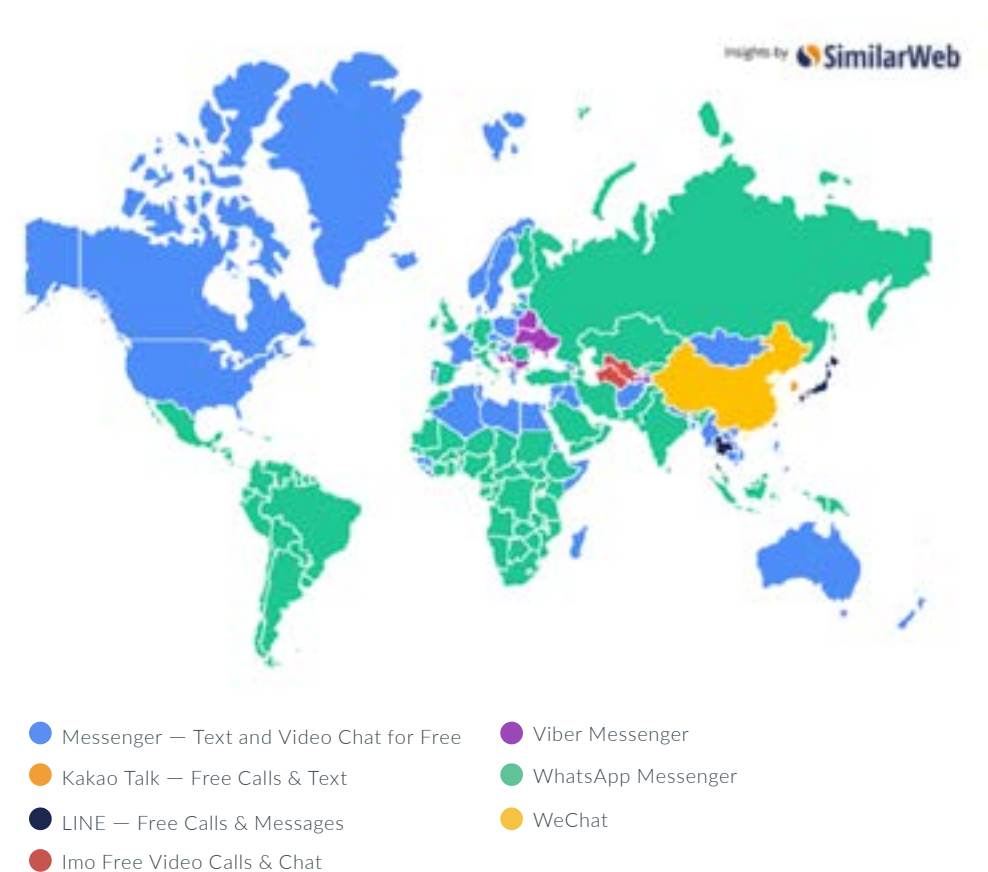 Insights by SimilarWeb
Messenger — Text and Video Chat for Free
Kakao Talk — Free Calls & Text
LINE — Free Calls & Messages
Imo Free Video Calls & Chat
Viber Messenger
WhatsApp Messenger
WeChat